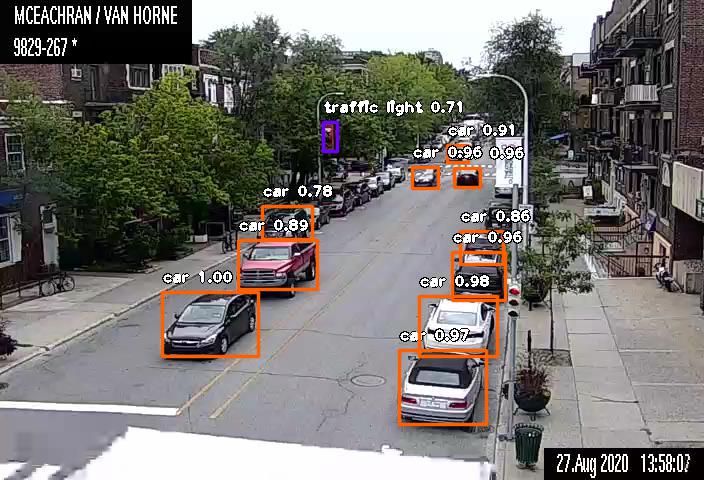 MCEACHRAN / VAN HORNE
9829-267 *
traffic light 0.71
car 0.91
car 0.96 0.96
car 0.78
car 0.89
car 0.86
car 0.96
car 1.00
car 0.98
car 0.97
27.Aug 2020 13:58:07